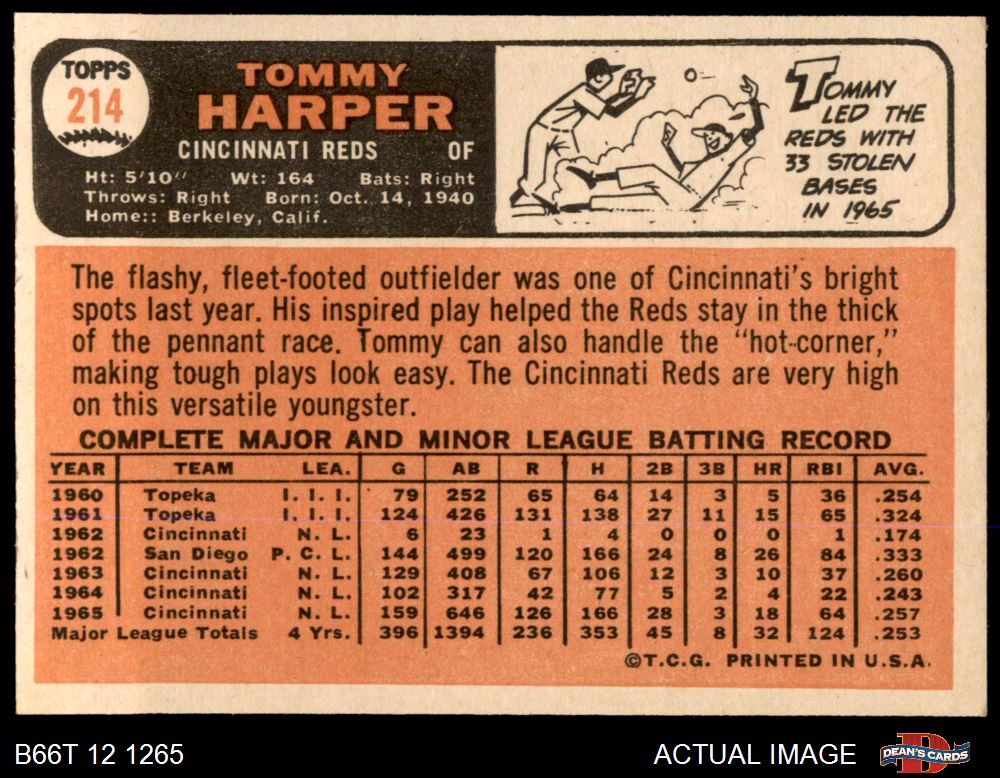 TOPPS
214
TOMMY
HARPER
CINCINNATI REDS OF
Ht: 5'10" Wt: 164 Bats: Right
Throws: Right Born: Oct. 14, 1940
Home:: Berkeley, Calif.
TOMMY
LED THE
REDS WITH
33 STOLEN
BASES
IN 1965
The flashy, fleet-footed outfielder was one of Cincinnati's bright
spots last year. His inspired play helped the Reds stay in the thick
of the pennant race. Tommy can also handle the "hot-corner,"
making tough plays look easy. The Cincinnati Reds are very high
on this versatile youngster.
COMPLETE MAJOR AND MINOR LEAGUE BATTING RECORD
YEAR TEAM LEA. G AB R H 2B 3B HR RBI AVG.
1960 Topeka I. I. I. 79 252 65 64 14 3 5 36 .254
1961 Topeka I. I. I. 124 426 131 138 27 11 15 65 .324
1962 Cincinnati N. L. 6 23 1 4 0 0 0 1 .174
1962 San Diego P. C. L. 144 499 120 166 24 8 26 84 .333
1963 Cincinnati N. L. 129 408 67 106 12 3 10 37 .260
1964 Cincinnati N. L. 102 317 42 77 5 2 4 22 .243
1965 Cincinnati N. L. 159 646 126 166 28 3 18 64 .257
Major League Totals 4 Yrs. 396 1394 236 353 45 8 32 124 .253
©T.C.G. PRINTED IN U.S.A.
B66T 12 1265 ACTUAL IMAGE DEAN'S CARDS